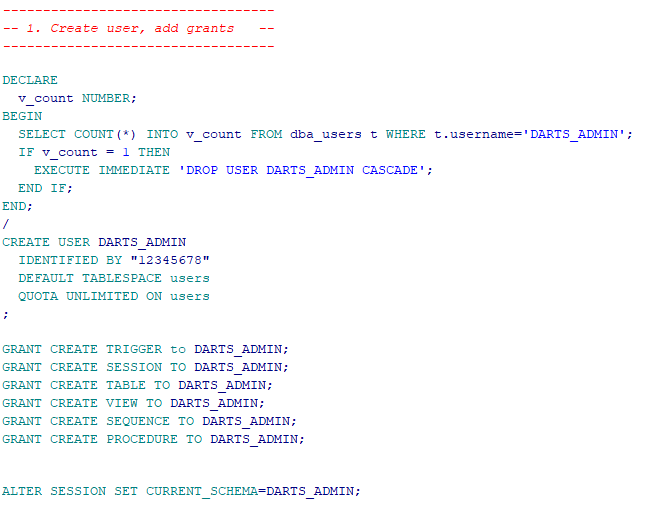 ----------------------------------
-- 1. Create user, add grants   --
----------------------------------

DECLARE
  v_count NUMBER;
BEGIN
  SELECT COUNT(*) INTO v_count FROM dba_users t WHERE t.username='DARTS_ADMIN';
  IF v_count = 1 THEN
    EXECUTE IMMEDIATE 'DROP USER DARTS_ADMIN CASCADE';
  END IF;
END;
/
CREATE USER DARTS_ADMIN
  IDENTIFIED BY "12345678"
  DEFAULT TABLESPACE users
  QUOTA UNLIMITED ON users
;

GRANT CREATE TRIGGER to DARTS_ADMIN;
GRANT CREATE SESSION TO DARTS_ADMIN;
GRANT CREATE TABLE TO DARTS_ADMIN;
GRANT CREATE VIEW TO DARTS_ADMIN;
GRANT CREATE SEQUENCE TO DARTS_ADMIN;
GRANT CREATE PROCEDURE TO DARTS_ADMIN;

ALTER SESSION SET CURRENT_SCHEMA=DARTS_ADMIN;